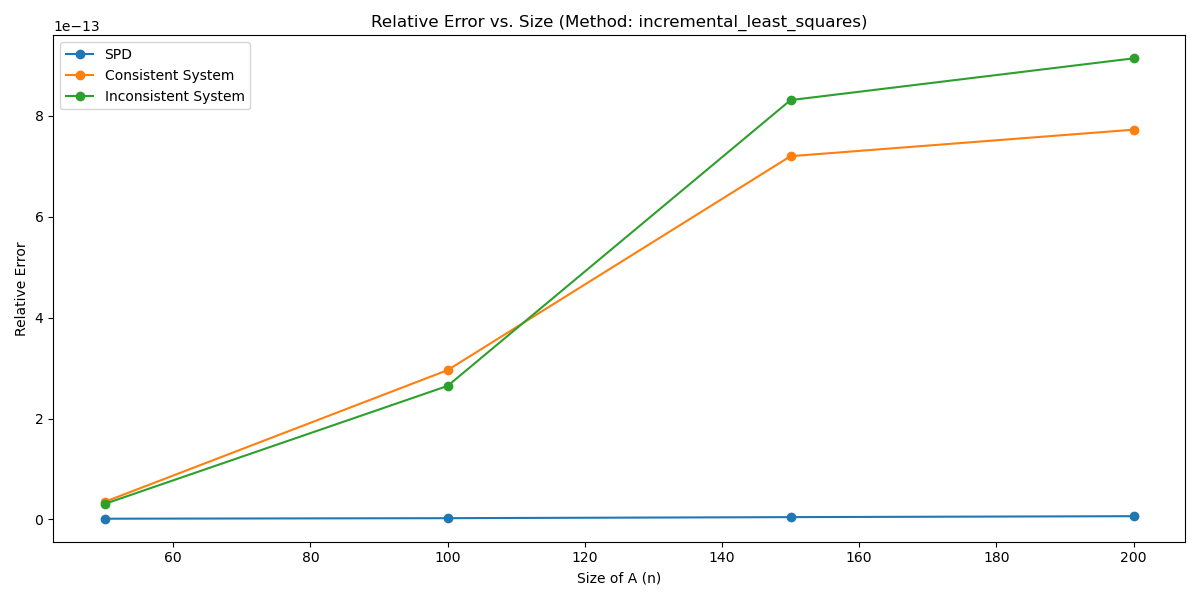 Relative Error vs. Size (Method: incremental_least_squares)
1e−13
SPD
Consistent System
Inconsistent System
8
6
4
2
0
Relative Error
60 80 100 120 140 160 180 200
Size of A (n)